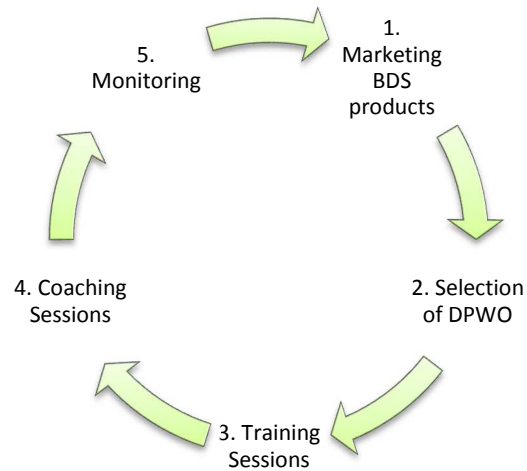 1.
Marketing
BDS
products
2. Selection
of DPWO
3. Training
Sessions
4. Coaching
Sessions
5.
Monitoring